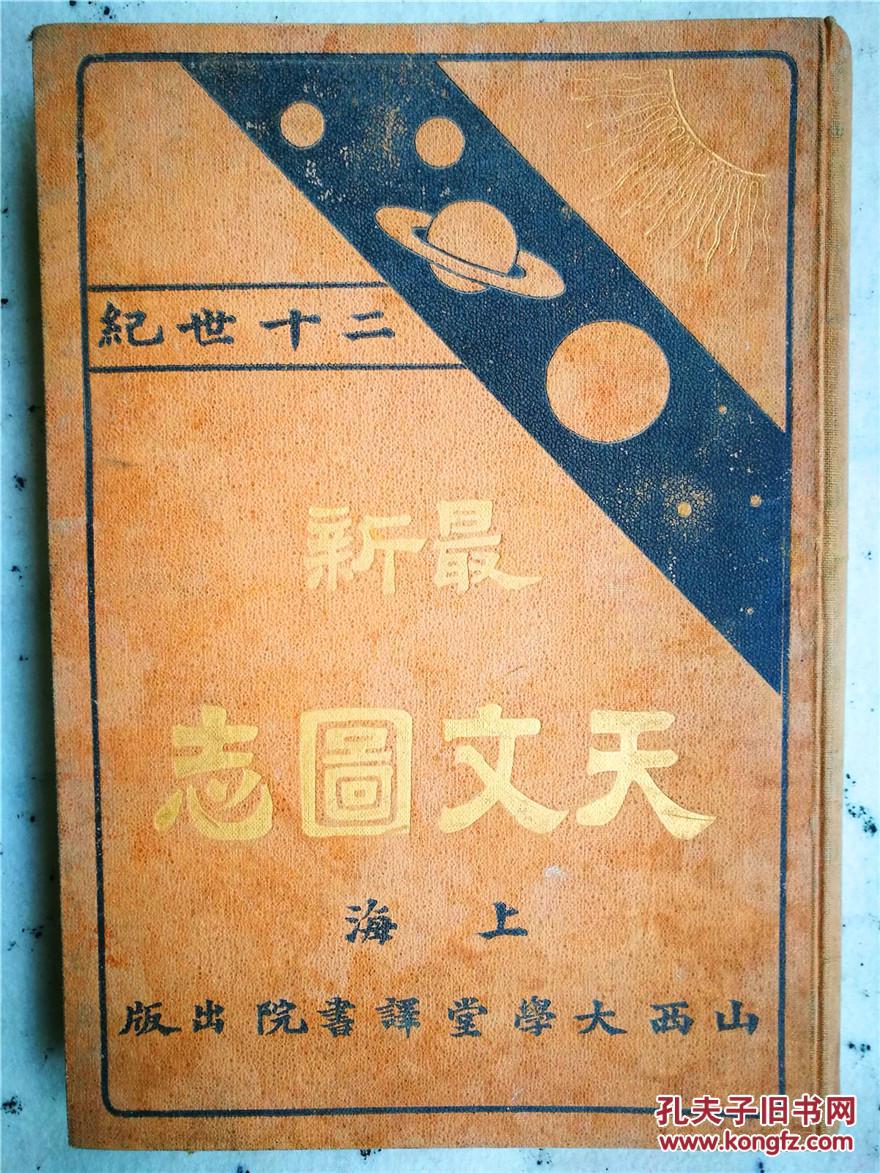 二十世紀
最新
天文圖志
上海
山西大學堂譯書院出版
孔夫子旧书网
www.kongfz.com